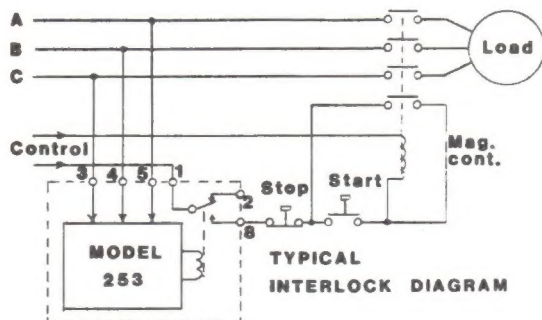 A
B
C
Load
Control
Mag.
cont.
3 4 5 1
2
8
Stop
Start
MODEL
253
TYPICAL
INTERLOCK DIAGRAM